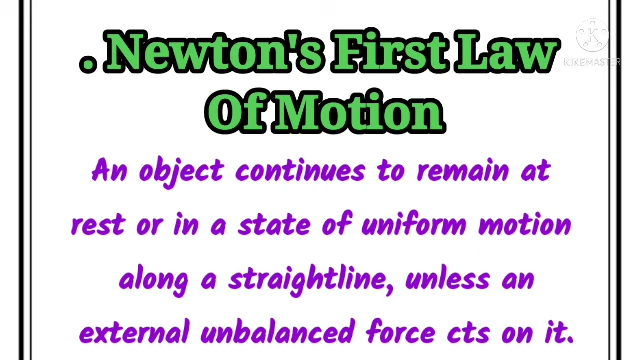 . Newton's First Law
Of Motion
KINEMASTER
An object continues to remain at
rest or in a state of uniform motion
along a straightline, unless an
external unbalanced force cts on it.